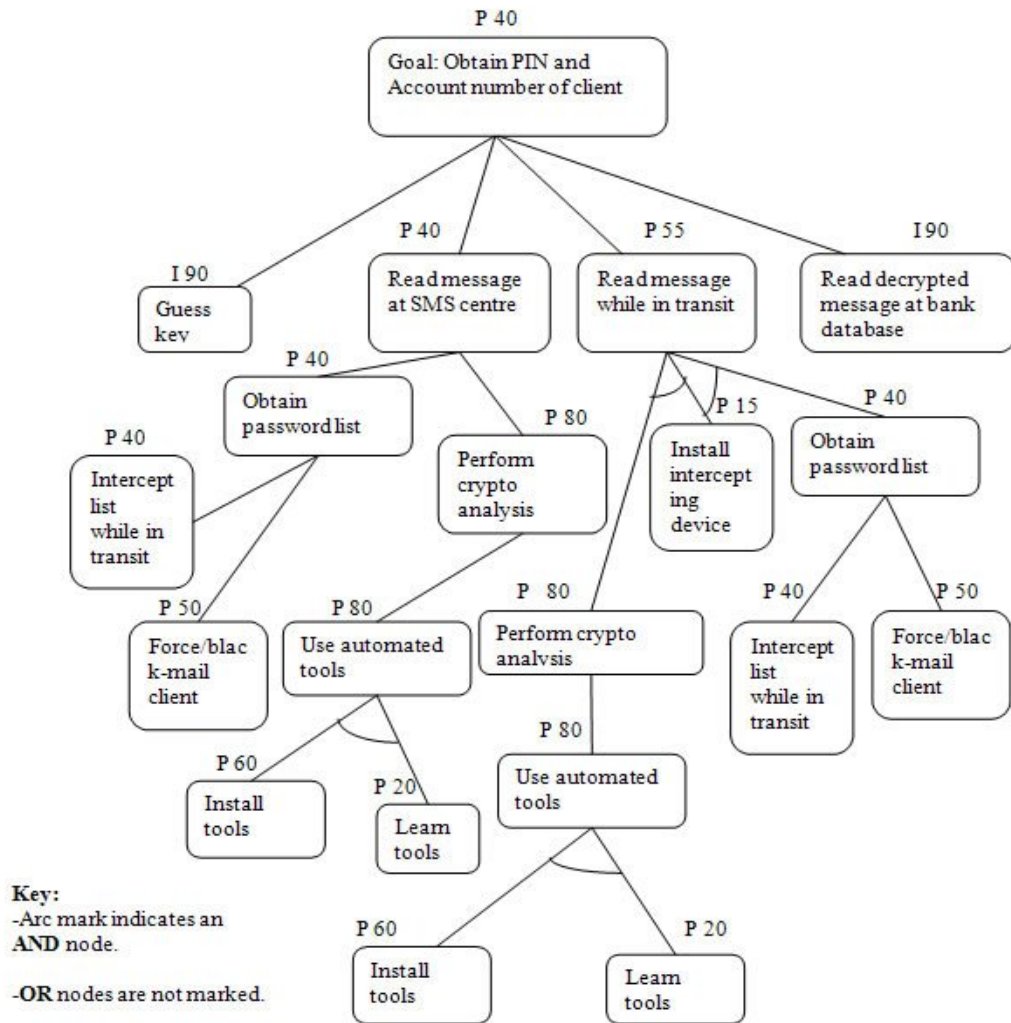 P 40
Goal: Obtain PIN and
Account number of client
P 40
P 55
I 90
I 90
Guess
key
Read message
at SMS centre
Read message
while in transit
Read decrypted
message at bank
database
P 40
Obtain
password list
P 80
Perform
crypto
analysis
P 15
Install
intercept
ing
device
P 40
Obtain
password list
P 40
Intercept
list
while in
transit
P 50
Force/blac
k-mail
client
P 80
Use automated
tools
P 80
Perform crypto
analysis
P 40
Intercept
list
while in
transit
P 50
Force/blac
k-mail
client
P 60
Install
tools
P 20
Learn
tools
P 80
Use automated
tools
Key:
-Arc mark indicates an
AND node.
-OR nodes are not marked.
P 60
Install
tools
P 20
Learn
tools